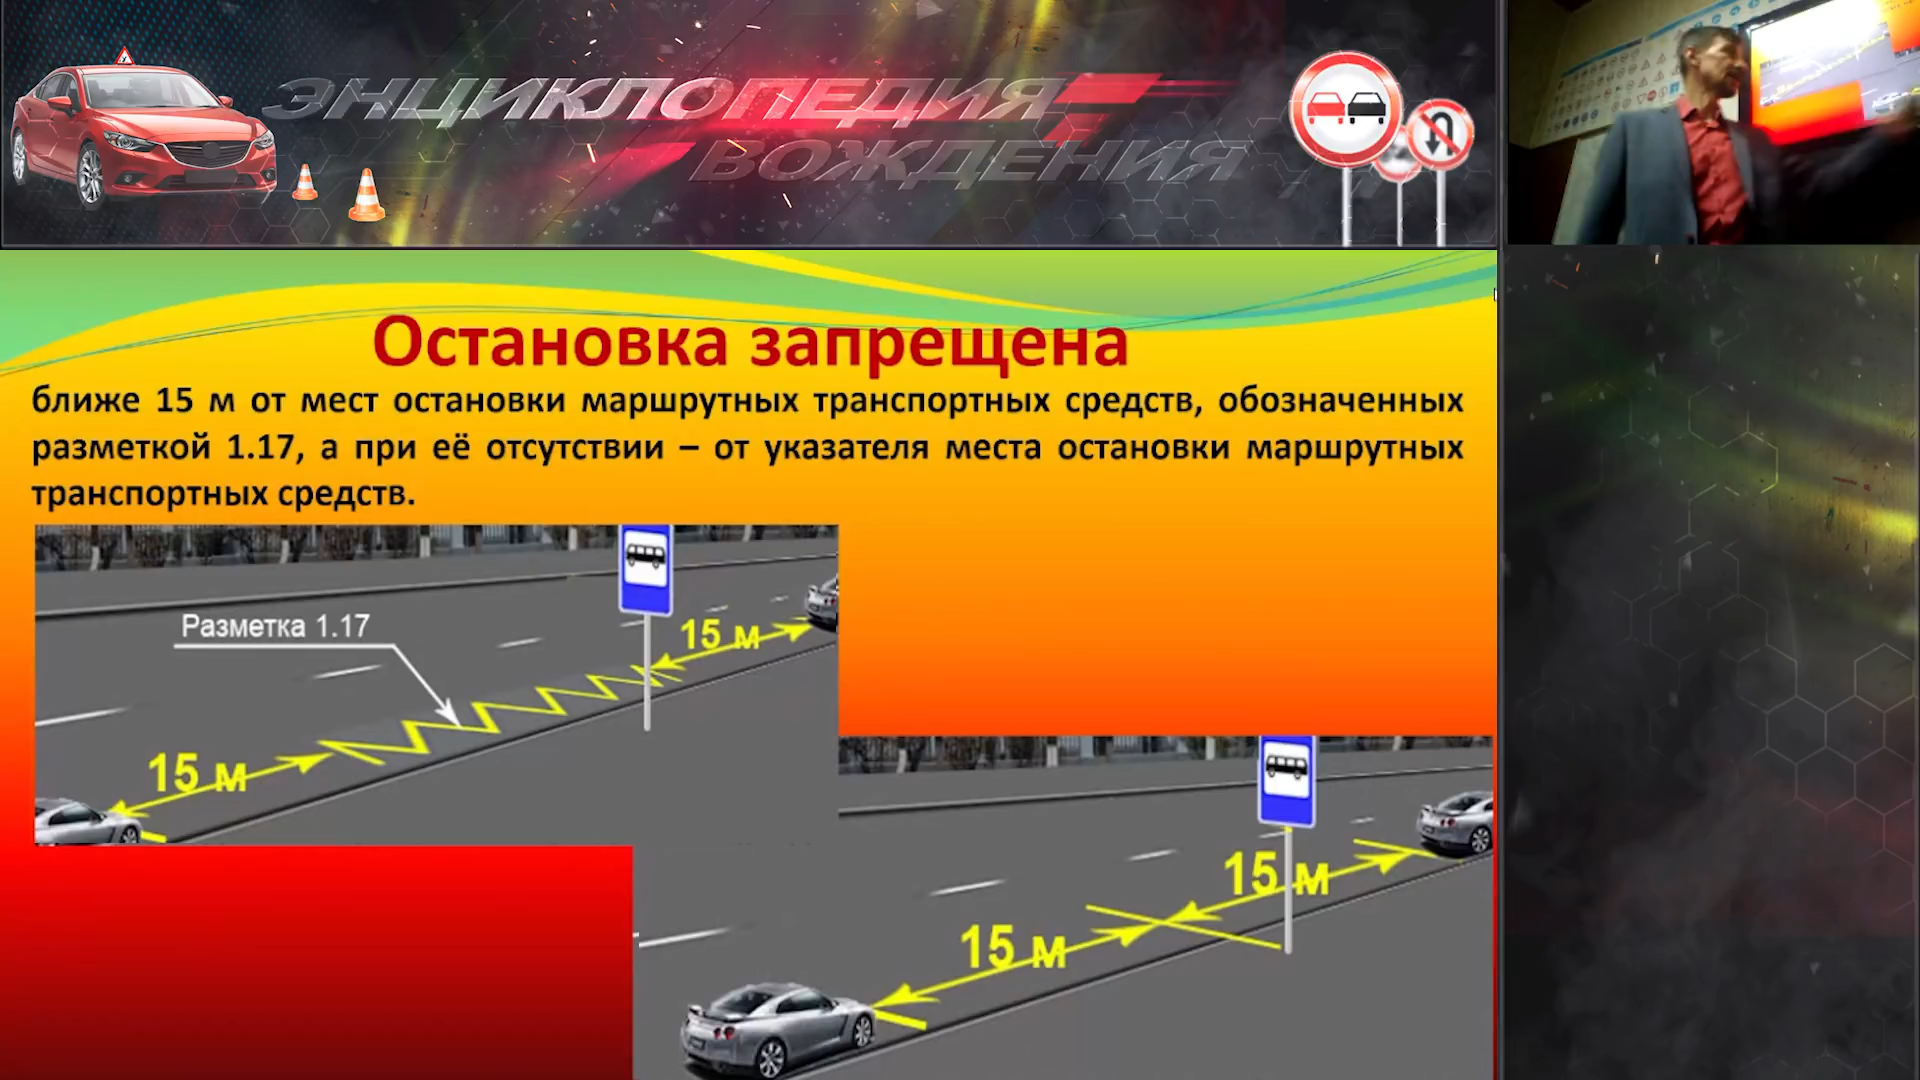 ЭНЦИКЛОПЕДИЯ
ВОЖДЕНИЯ
Остановка запрещена
ближе 15 м от мест остановки маршрутных транспортных средств, обозначенных
разметкой 1.17, а при её отсутствии – от указателя места остановки маршрутных
транспортных средств.
Разметка 1.17
15 м
15 м
15 м
15 м